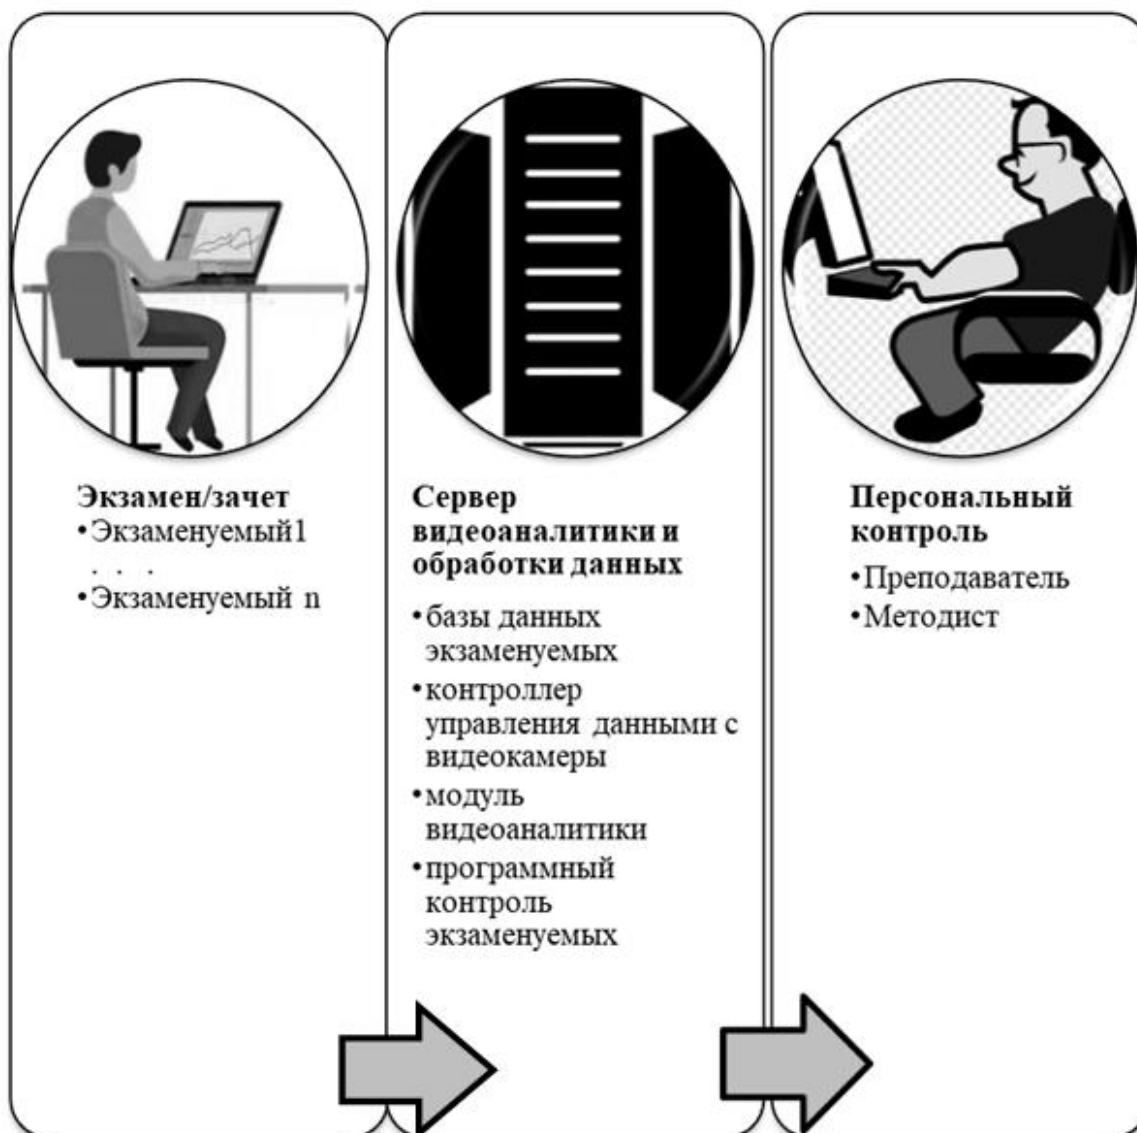 Экзамен/зачет
•Экзаменуемый1
. . .
•Экзаменуемый n
Сервер
видеоаналитики и
обработки данных
•базы данных
экзаменуемых
•контроллер
управления данными с
видеокамеры
•модуль
видеоаналитики
•программный
контроль
экзаменуемых
Персональный
контроль
•Преподаватель
•Методист